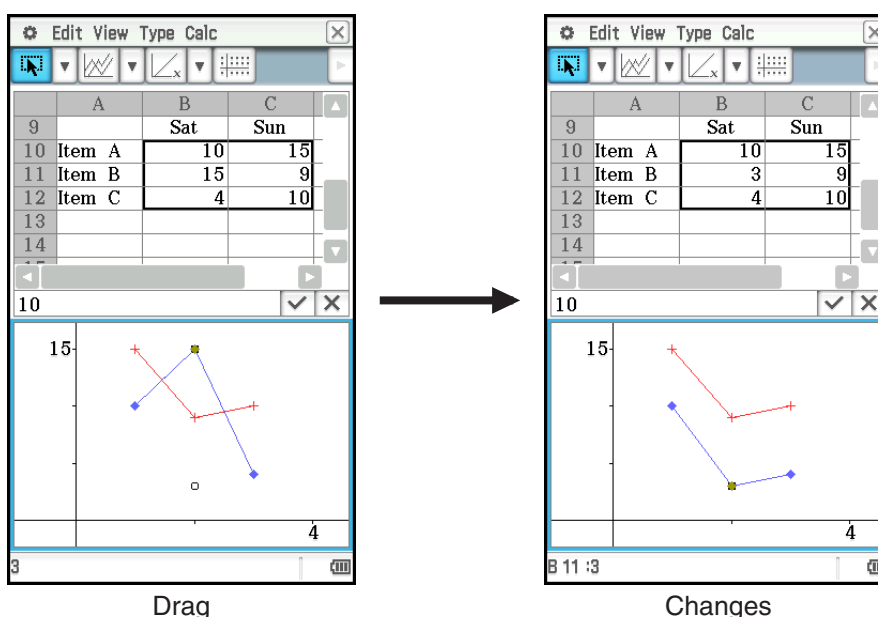 Edit View Type Calc
A B C
9 Sat Sun
10 Item A 10 15
11 Item B 15 9
12 Item C 4 10
13
14
10
15
4
3
Drag
Edit View Type Calc
A B C
9 Sat Sun
10 Item A 10 15
11 Item B 3 9
12 Item C 4 10
13
14
10
15
4
B 11 :3
Changes